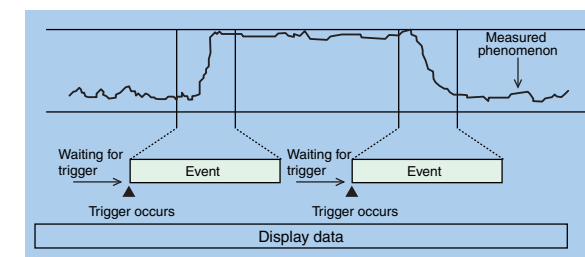 Measured
phenomenon
Waiting for
trigger
Event
Waiting for
trigger
Event
Trigger occurs
Trigger occurs
Display data